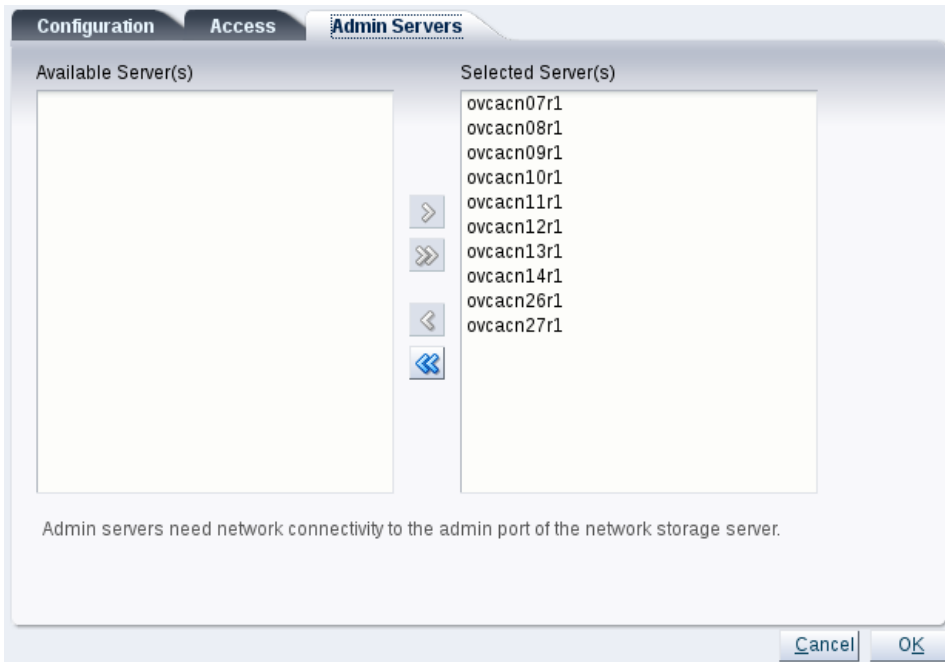 Configuration Access Admin Servers
Available Server(s) Selected Server(s)
ovcacn07r1
ovcacn08r1
ovcacn09r1
ovcacn10r1
ovcacn11r1
ovcacn12r1
ovcacn13r1
ovcacn14r1
ovcacn26r1
ovcacn27r1
Admin servers need network connectivity to the admin port of the network storage server.
Cancel OK